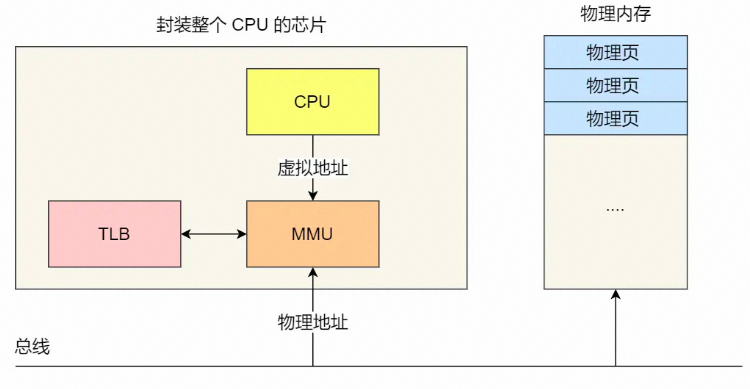 封装整个 CPU 的芯片
物理内存
物理页
物理页
物理页
CPU
虚拟地址
TLB
MMU
....
物理地址
总线